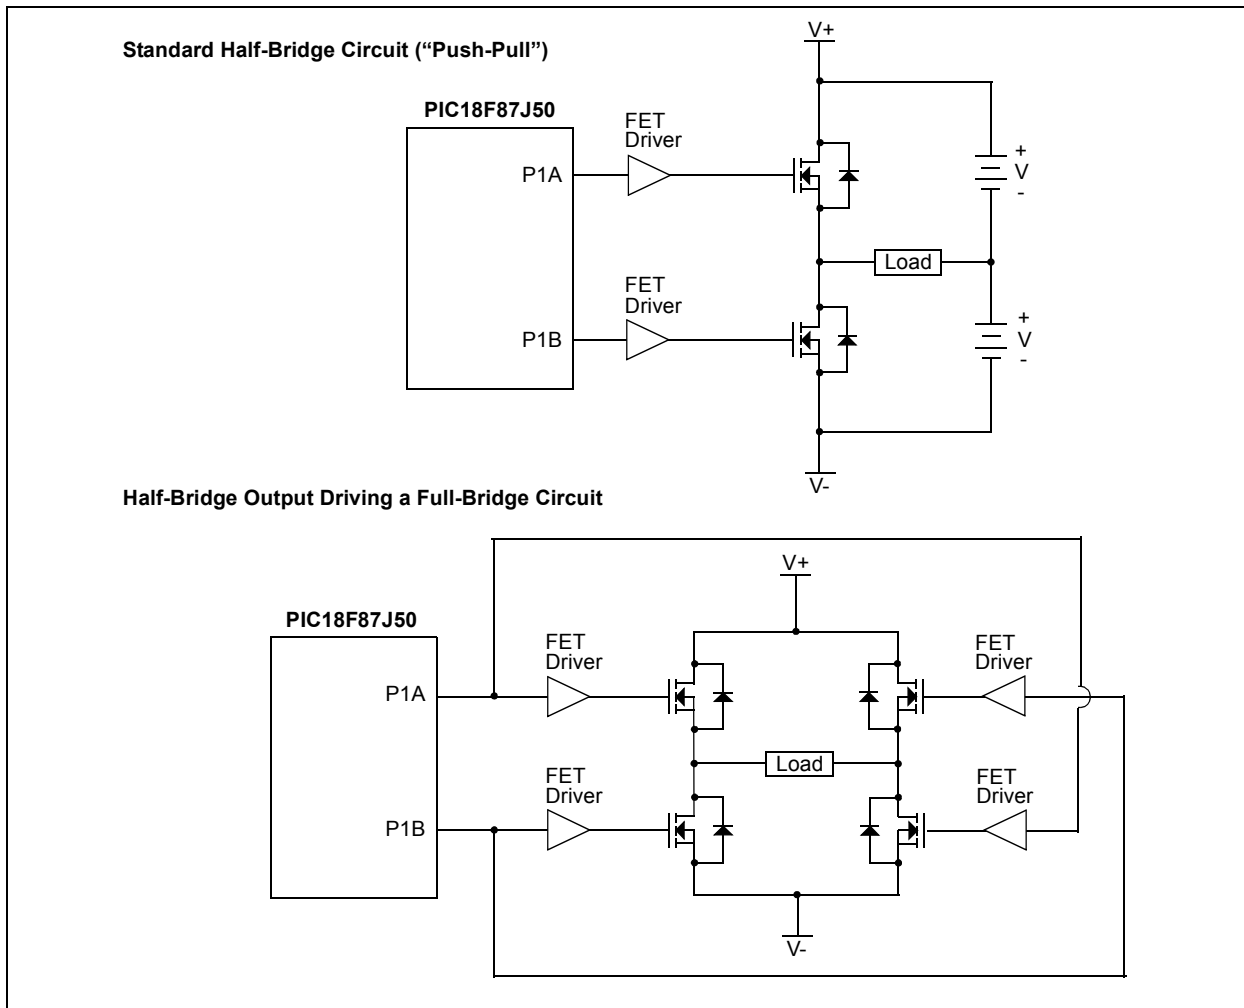 Standard Half-Bridge Circuit (“Push-Pull”)
V+
PIC18F87J50
FET
Driver
P1A
+
V
-
Load
FET
Driver
P1B
+
V
-
V-
Half-Bridge Output Driving a Full-Bridge Circuit
V+
PIC18F87J50
FET
Driver
FET
Driver
P1A
Load
FET
Driver
FET
Driver
P1B
V-